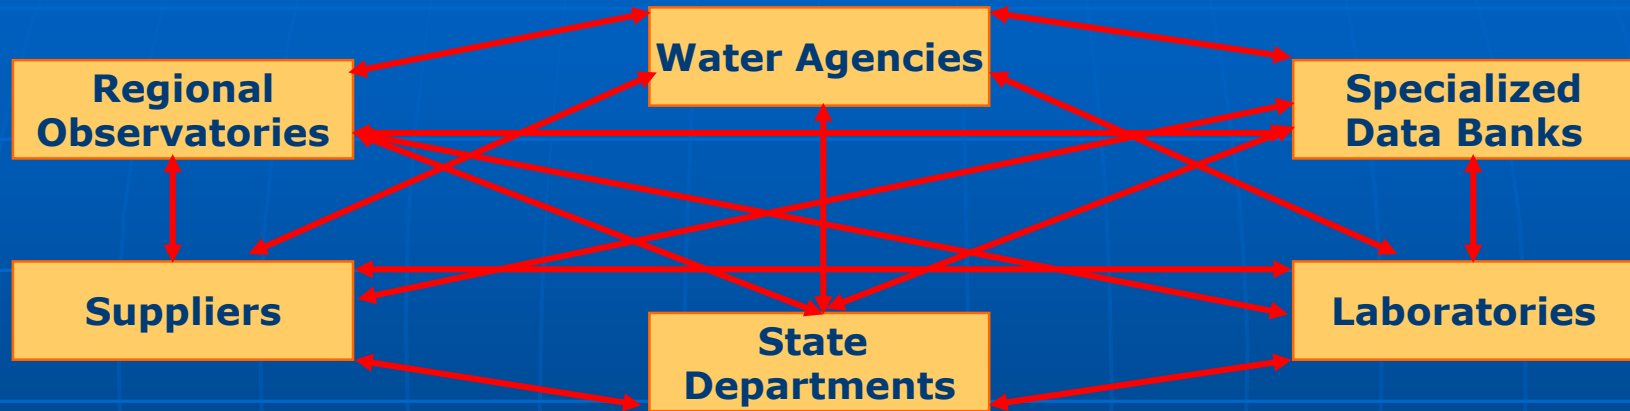 Water Agencies
Regional
Observatories
Specialized
Data Banks
Suppliers
State
Departments
Laboratories